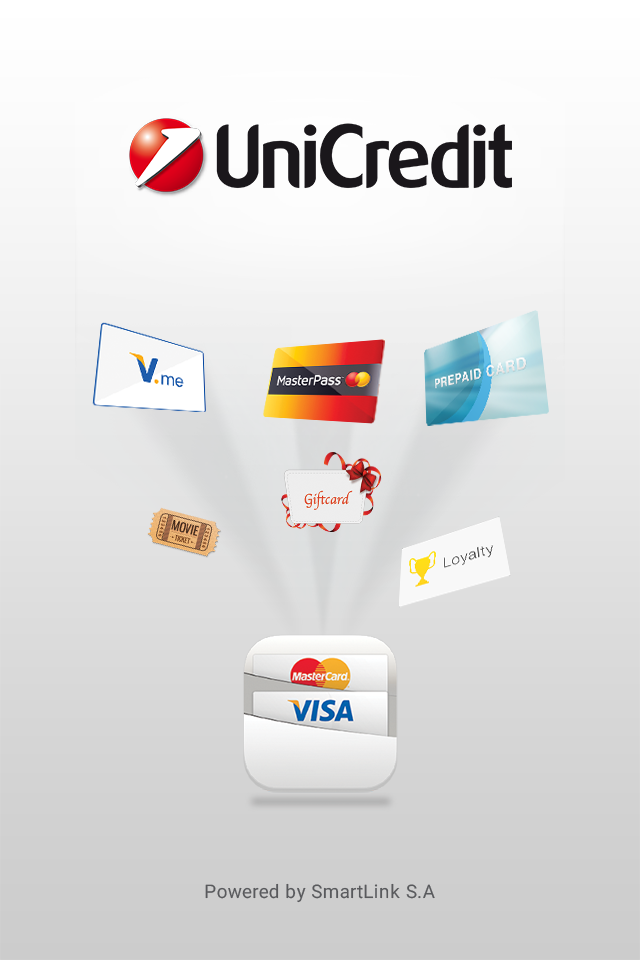 UniCredit
V.me
MasterPass
PREPAID CARD
Giftcard
MOVIE
TICKET
Loyalty
MasterCard
VISA
Powered by SmartLink S.A